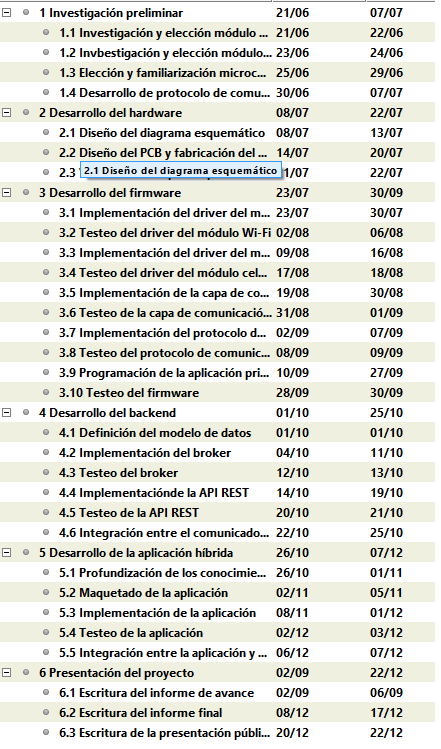 1 Investigación preliminar 21/06 07/07
1.1 Investigación y elección módulo ... 21/06 22/06
1.2 Invbestigación y elección módulo... 23/06 24/06
1.3 Elección y familiarización microc... 25/06 29/06
1.4 Desarrollo de protocolo de comu... 30/06 07/07
2 Desarrollo del hardware 08/07 22/07
2.1 Diseño del diagrama esquemático 08/07 13/07
2.2 Diseño del PCB y fabricación del ... 14/07 20/07
2.1 Diseño del diagrama esquemático
2.3 1/07 22/07
3 Desarrollo del firmware 23/07 30/09
3.1 Implementación del driver del m... 23/07 30/07
3.2 Testeo del driver del módulo Wi-Fi 02/08 06/08
3.3 Implementación del driver del m... 09/08 16/08
3.4 Testeo del driver del módulo cel... 17/08 18/08
3.5 Implementación de la capa de co... 19/08 30/08
3.6 Testeo de la capa de comunicació... 31/08 01/09
3.7 Implementación del protocolo d... 02/09 07/09
3.8 Testeo del protocolo de comunic... 08/09 09/09
3.9 Programación de la aplicación pri... 10/09 27/09
3.10 Testeo del firmware 28/09 30/09
4 Desarrollo del backend 01/10 25/10
4.1 Definición del modelo de datos 01/10 01/10
4.2 Implementación del broker 04/10 11/10
4.3 Testeo del broker 12/10 13/10
4.4 Implementaciónde la API REST 14/10 19/10
4.5 Testeo de la API REST 20/10 21/10
4.6 Integración entre el comunicado... 22/10 25/10
5 Desarrollo de la aplicación híbrida 26/10 07/12
5.1 Profundización de los conocimie... 26/10 01/11
5.2 Maquetado de la aplicación 02/11 05/11
5.3 Implementación de la aplicación 08/11 01/12
5.4 Testeo de la aplicación 02/12 03/12
5.5 Integración entre la aplicación y ... 06/12 07/12
6 Presentación del proyecto 02/09 22/12
6.1 Escritura del informe de avance 02/09 06/09
6.2 Escritura del informe final 08/12 17/12
6.3 Escritura de la presentación públi... 20/12 22/12